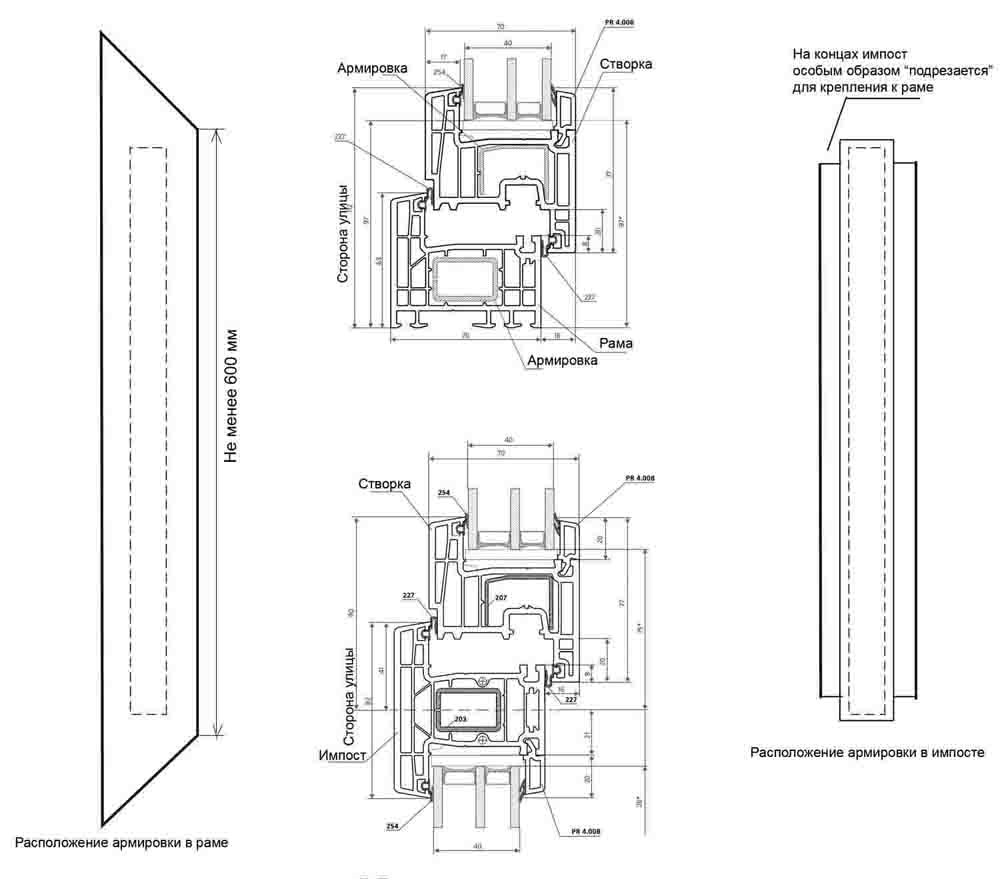 Не менее 600 мм
Расположение армировки в раме
70
PR 4.008
40
17
254
Армировка
Створка
227
Сторона улицы
97
63
77
97*
20
8
227
70
18
Рама
Армировка
40
70
Створка
254
PR 4.008
20
227
207
90
77
75*
41
92
20
8
16
227
Сторона улицы
203
Импост
21
20
28*
254
PR 4.008
40
На концах импост
особым образом “подрезается”
для крепления к раме
Расположение армировки в импосте